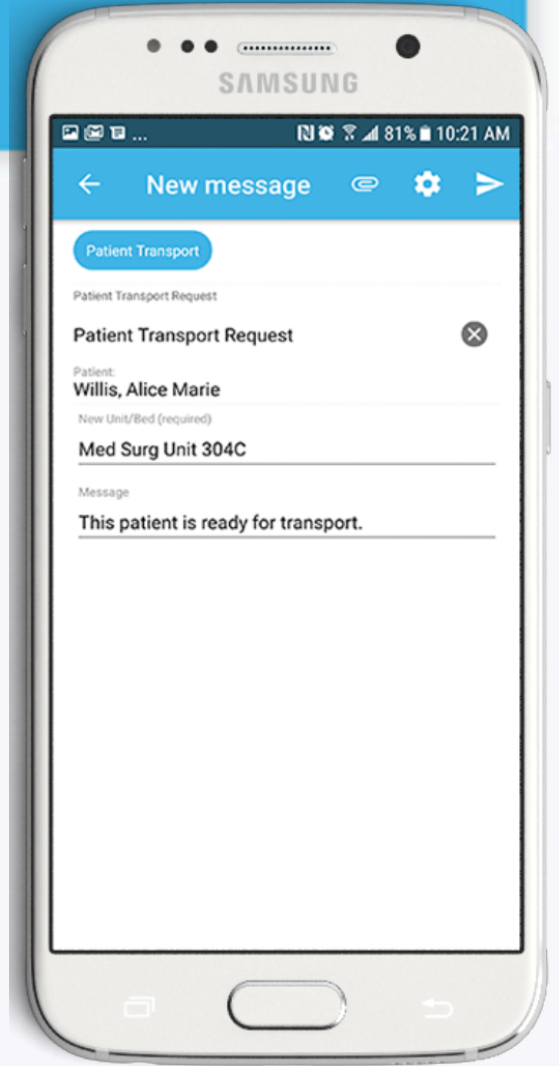 SAMSUNG
... 81% 10:21 AM
New message
Patient Transport
Patient Transport Request
Patient Transport Request
Patient:
Willis, Alice Marie
New Unit/Bed (required)
Med Surg Unit 304C
Message
This patient is ready for transport.